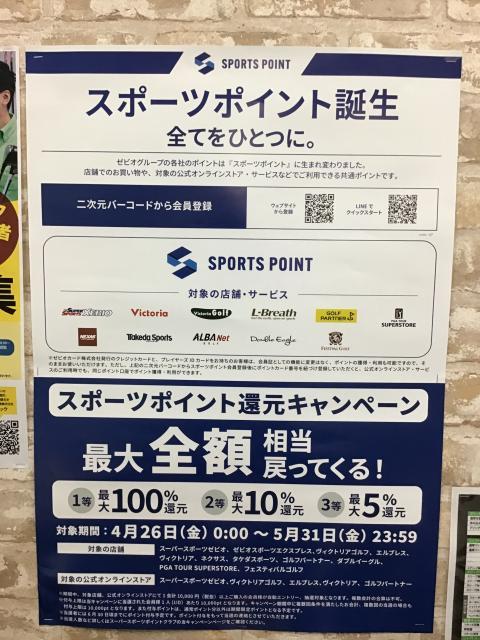 SPORTS POINT
スポーツポイント誕生
全てをひとつに。
ゼビオグループの各社のポイントは『スポーツポイント』に生まれ変わりました。
店舗でのお買い物や、対象の公式オンラインストア・サービスなどでご利用できる共通ポイントです。
二次元バーコードから会員登録
ウェブサイトから登録
LINEでクイックスタート
SPORTS POINT
対象の店舗・サービス
SUPER SPORTS XEBIO
Victoria
Victoria Golf
L-Breath
GOLF PARTNER
PGA TOUR SUPERSTORE
NEXAS
Takeda Sports
ALBA Net GOLF
Double Eagle
FESTIVAL GOLF
スポーツポイント還元キャンペーン
最大全額相当戻ってくる!
1等 最大100%還元 2等 最大10%還元 3等 最大5%還元
対象期間:4月26日(金) 0:00 〜 5月31日(金) 23:59
対象の店舗
スーパースポーツゼビオ、ゼビオスポーツエクスプレス、ヴィクトリアゴルフ、エルブレス、
ヴィクトリア、ネクサス、タケダスポーツ、ゴルフパートナー、ダブルイーグル、
PGA TOUR SUPERSTORE、フェスティバルゴルフ
対象の公式オンラインストア
スーパースポーツゼビオ、ヴィクトリアゴルフ、エルブレス、ヴィクトリア、ゴルフパートナー